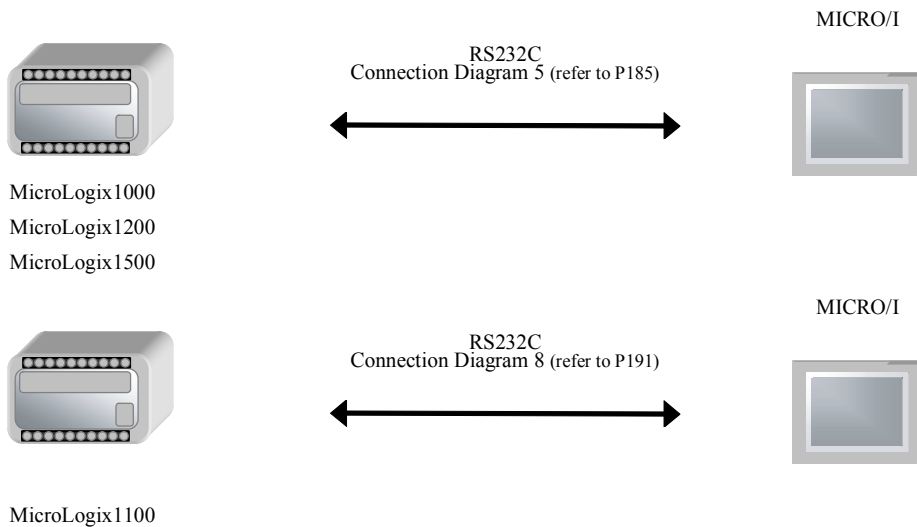 MICRO/I
RS232C
Connection Diagram 5 (refer to P185)
MicroLogix1000
MicroLogix1200
MicroLogix1500
MICRO/I
RS232C
Connection Diagram 8 (refer to P191)
MicroLogix1100